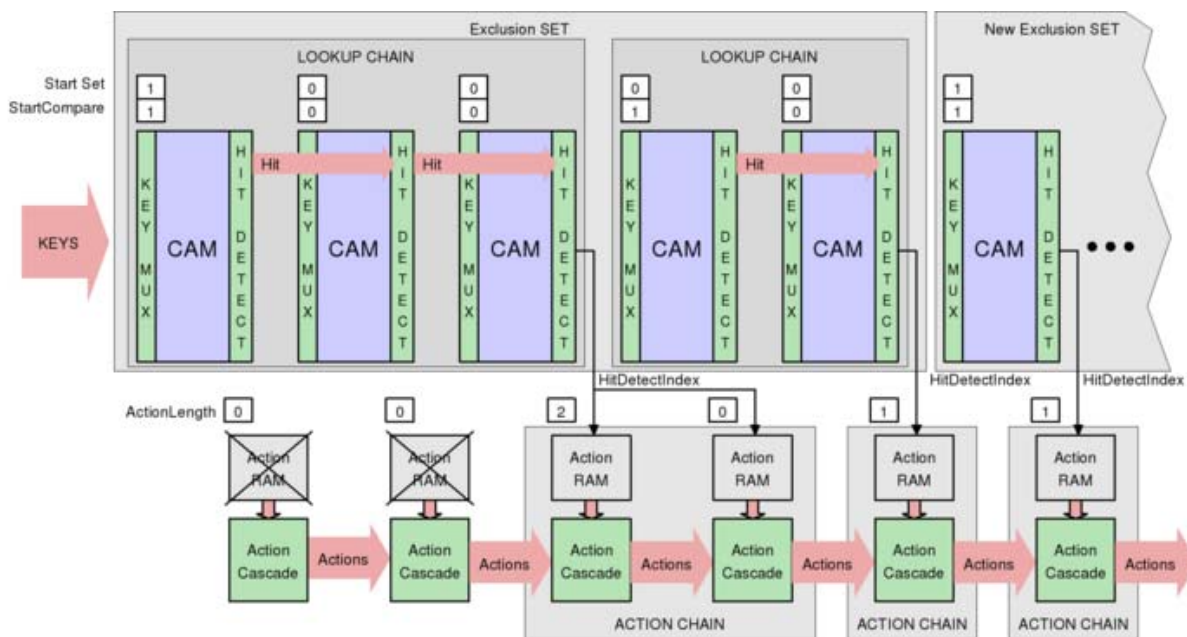 Exclusion SET
New Exclusion SET
LOOKUP CHAIN
LOOKUP CHAIN
Start Set
1
0
0
0
0
1
StartCompare
1
0
0
1
0
1
KEYS
KEY MUX
CAM
HIT DETECT
Hit
KEY MUX
CAM
HIT DETECT
Hit
KEY MUX
CAM
HIT DETECT
KEY MUX
CAM
HIT DETECT
Hit
KEY MUX
CAM
HIT DETECT
KEY MUX
CAM
HIT DETECT
HitDetectIndex
HitDetectIndex
HitDetectIndex
ActionLength
0
0
2
0
1
1
Action
RAM
Action
RAM
Action
RAM
Action
RAM
Action
RAM
Action
RAM
Action
Cascade
Actions
Action
Cascade
Actions
Action
Cascade
Actions
Action
Cascade
Actions
Action
Cascade
Actions
Action
Cascade
Actions
ACTION CHAIN
ACTION CHAIN
ACTION CHAIN